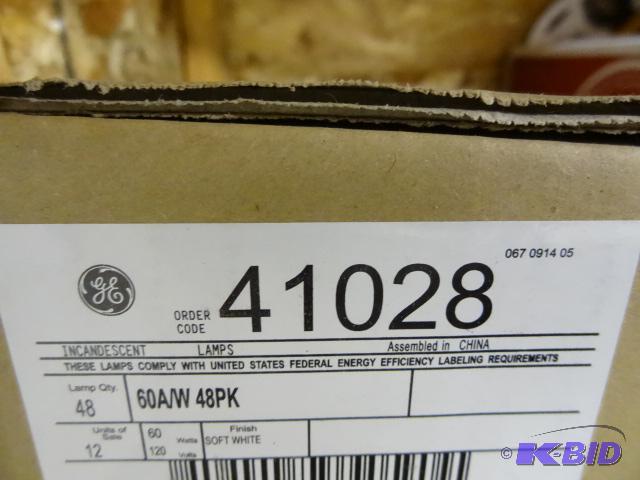 GE
067 0914 05
ORDER CODE 41028
INCANDESCENT LAMPS Assembled in CHINA
THESE LAMPS COMPLY WITH UNITED STATES FEDERAL ENERGY EFFICIENCY LABELING REQUIREMENTS
Lamp Qty. 48 60A/W 48PK
Units of Sale 12 60 Watts 120 Volts Finish SOFT WHITE
© K-BID